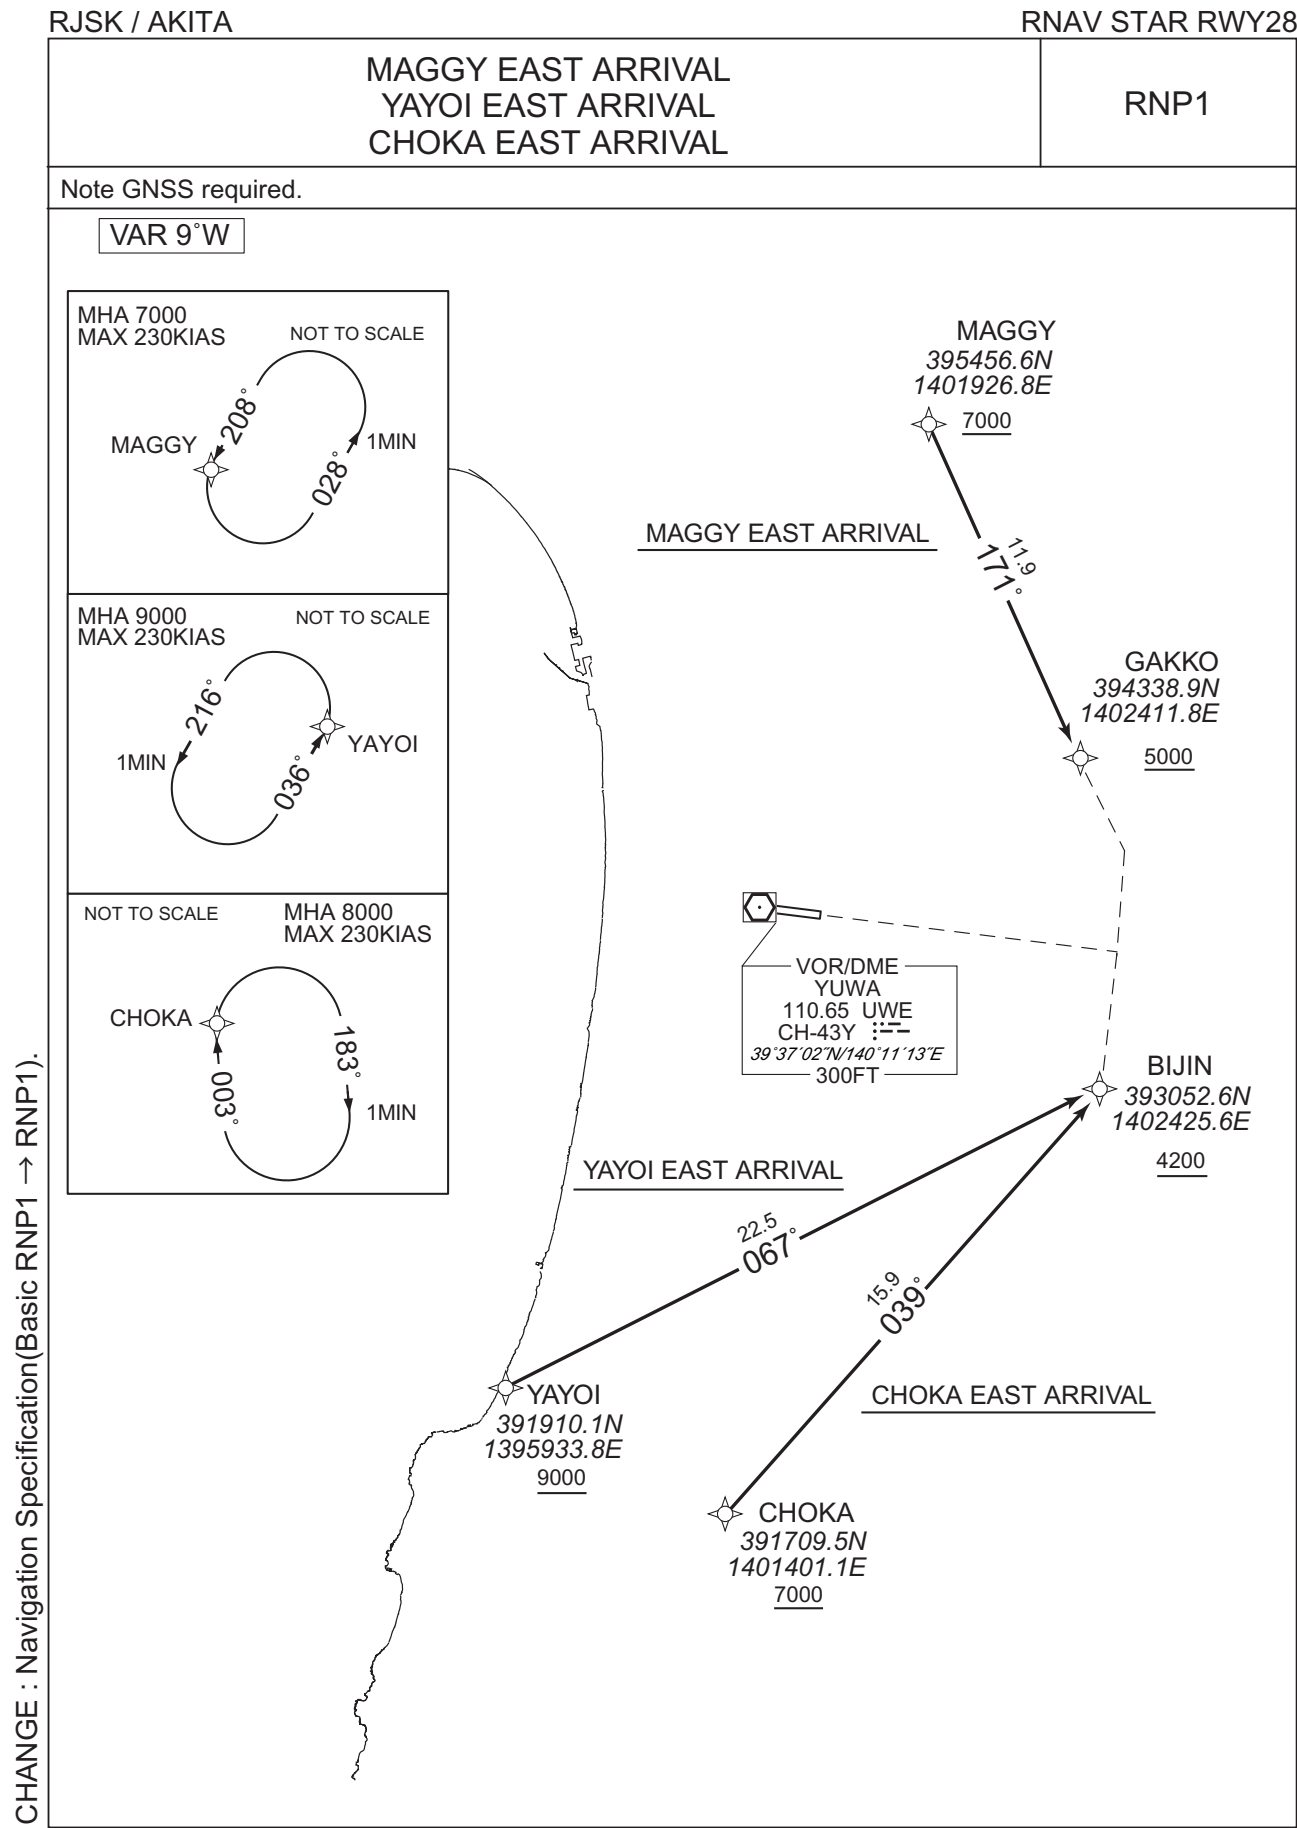 RJSK / AKITA
RNAV STAR RWY28
MAGGY EAST ARRIVAL
YAYOI EAST ARRIVAL
CHOKA EAST ARRIVAL
RNP1
Note GNSS required.
VAR 9˚W
MHA 7000
MAX 230KIAS
NOT TO SCALE
208˚
MAGGY
1MIN
028˚
MHA 9000
MAX 230KIAS
NOT TO SCALE
216˚
YAYOI
1MIN
036˚
NOT TO SCALE
MHA 8000
MAX 230KIAS
CHOKA
183˚
003˚
1MIN
MAGGY
395456.6N
1401926.8E
7000
MAGGY EAST ARRIVAL
11.9
171˚
GAKKO
394338.9N
1402411.8E
5000
VOR/DME
YUWA
110.65 UWE
CH-43Y
39˚37´02˝N/140˚11´13˝E
300FT
BIJIN
393052.6N
1402425.6E
4200
YAYOI EAST ARRIVAL
22.5
067˚
15.9
039˚
YAYOI
391910.1N
1395933.8E
9000
CHOKA EAST ARRIVAL
CHOKA
391709.5N
1401401.1E
7000
CHANGE : Navigation Specification(Basic RNP1 → RNP1).